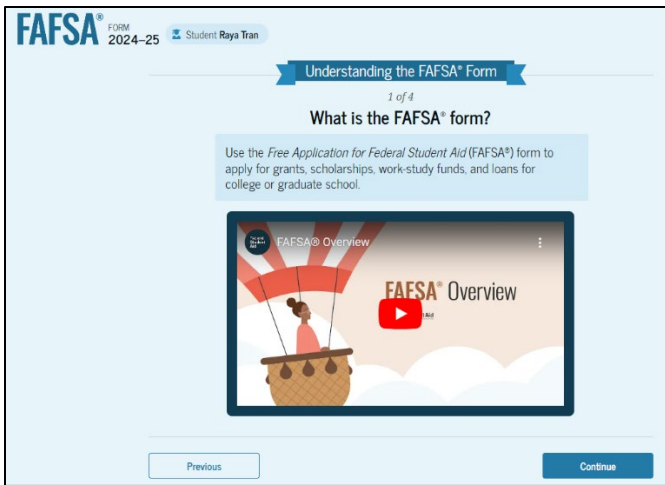 FAFSA® FORM 2024–25 Student Raya Tran
Understanding the FAFSA® Form
1 of 4
What is the FAFSA® form?
Use the Free Application for Federal Student Aid (FAFSA®) form to
apply for grants, scholarships, work-study funds, and loans for
college or graduate school.
FAFSA® Overview
FAFSA® Overview
Previous
Continue